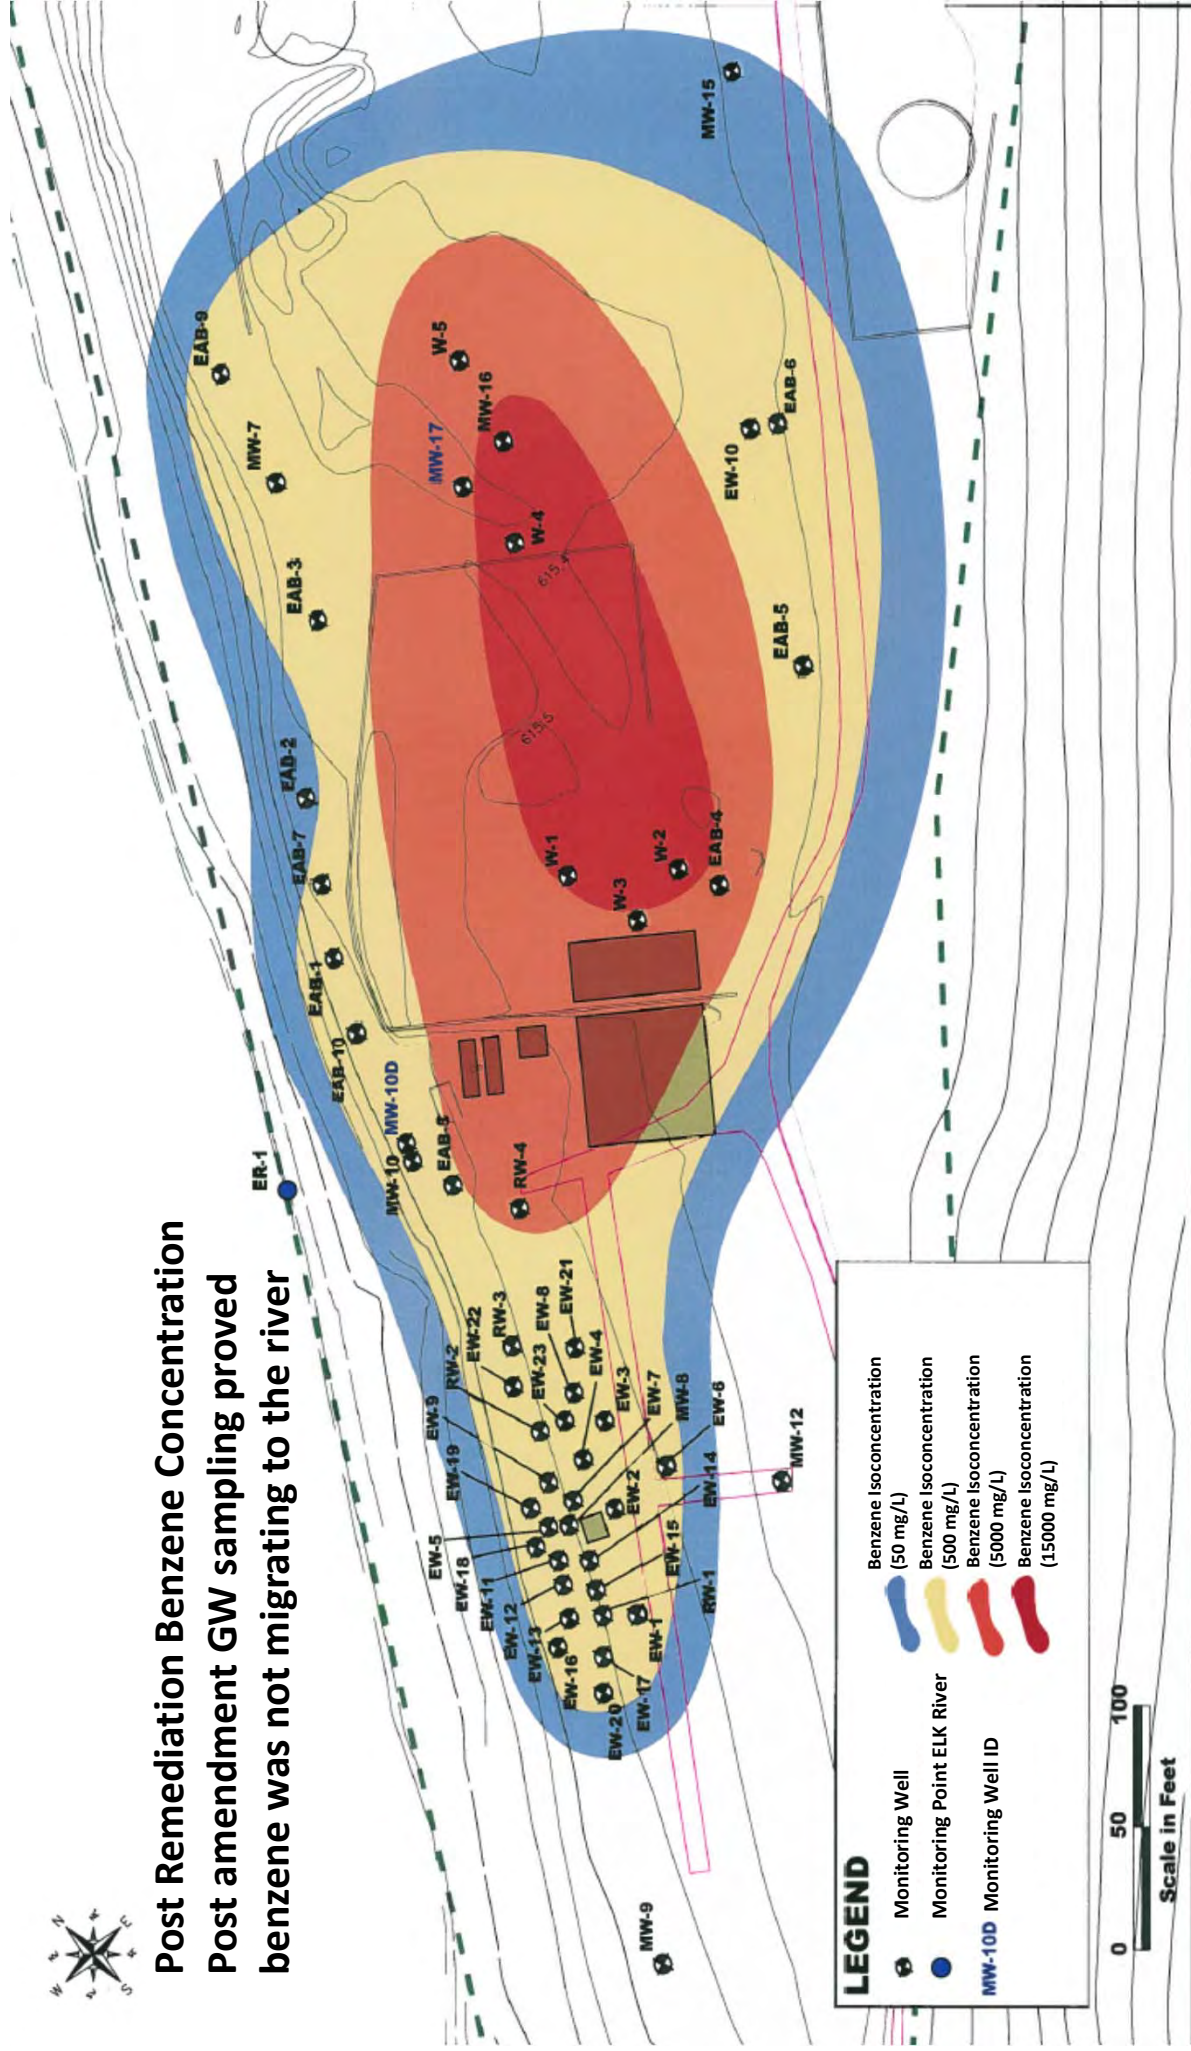 Post Remediation Benzene Concentration
Post amendment GW sampling proved
benzene was not migrating to the river
N
W
E
S
ER-1
EAB-9
MW-7
EAB-3
EAB-2
EAB-7
EAB-1
EAB-10
MW-10D
MW-10
EAB-8
RW-4
MW-15
W-5
MW-16
MW-17
W-4
615.5
EAB-6
EW-10
EAB-5
W-1
W-2
W-3
EAB-4
EW-21
EW-8
RW-3
EW-22
EW-4
EW-23
RW-2
EW-3
EW-9
EW-7
MW-8
EW-6
EW-19
EW-2
EW-14
MW-12
EW-5
EW-18
EW-11
EW-15
EW-12
RW-1
EW-13
EW-1
EW-16
EW-17
EW-20
MW-9
LEGEND
Monitoring Well
Monitoring Point ELK River
MW-10D Monitoring Well ID
Benzene Isoconcentration
(50 mg/L)
Benzene Isoconcentration
(500 mg/L)
Benzene Isoconcentration
(5000 mg/L)
Benzene Isoconcentration
(15000 mg/L)
0 50 100
Scale in Feet